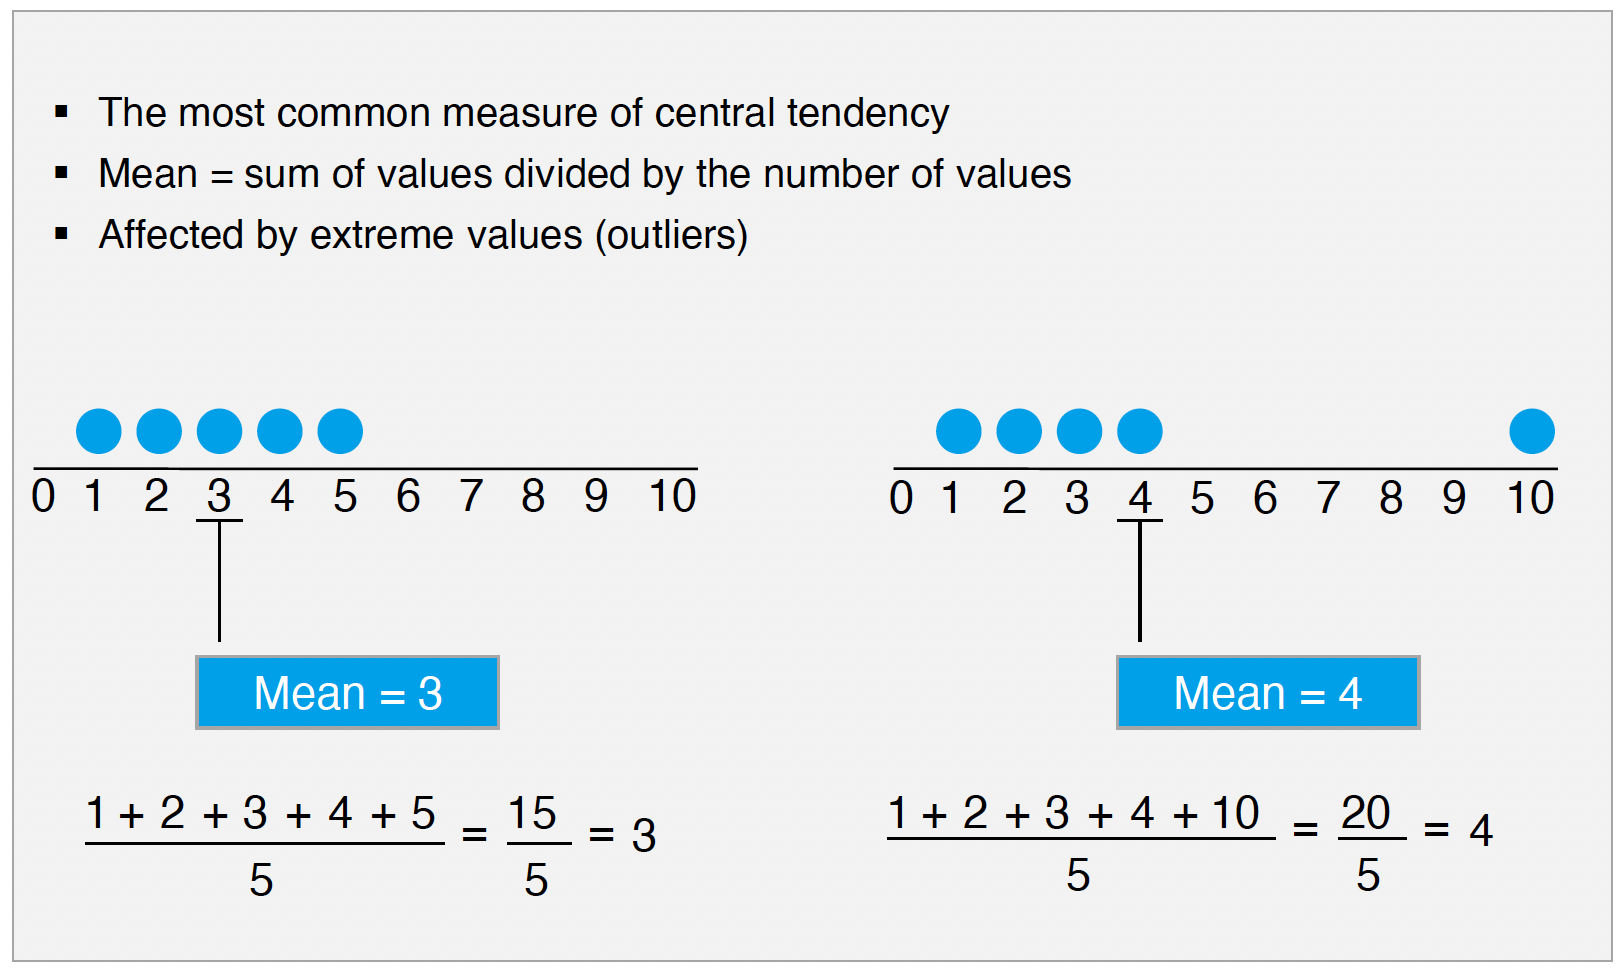 ▪ The most common measure of central tendency
▪ Mean = sum of values divided by the number of values
▪ Affected by extreme values (outliers)
0 1 2 3 4 5 6 7 8 9 10
Mean = 3
1 + 2 + 3 + 4 + 5 = 15 = 3
5 5
0 1 2 3 4 5 6 7 8 9 10
Mean = 4
1 + 2 + 3 + 4 + 10 = 20 = 4
5 5